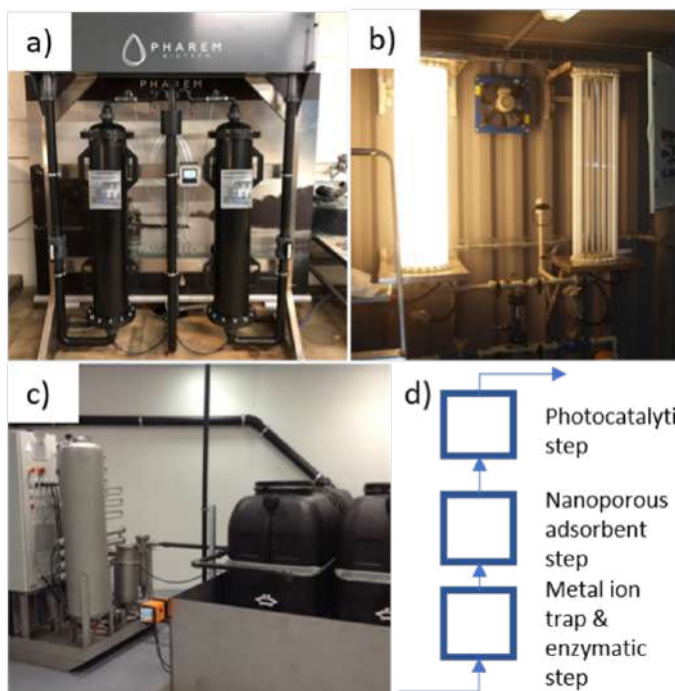 a)
PHAREM
BIOTECH
PHAREM
b)
c)
d)
Photocatalyti
step
Nanoporous
adsorbent
step
Metal ion
trap &
enzymatic
step